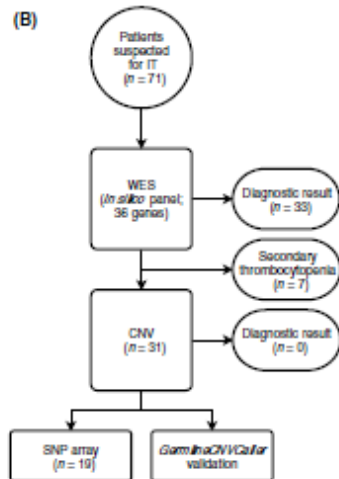 (B)
Patients
suspected
for IT
(n = 71)
WES
(In silico panel;
36 genes)
Diagnostic result
(n = 33)
Secondary
thrombocytopenia
(n = 7)
CNV
(n = 31)
Diagnostic result
(n = 0)
SNP array
(n = 19)
GermlineCNVCaller
validation